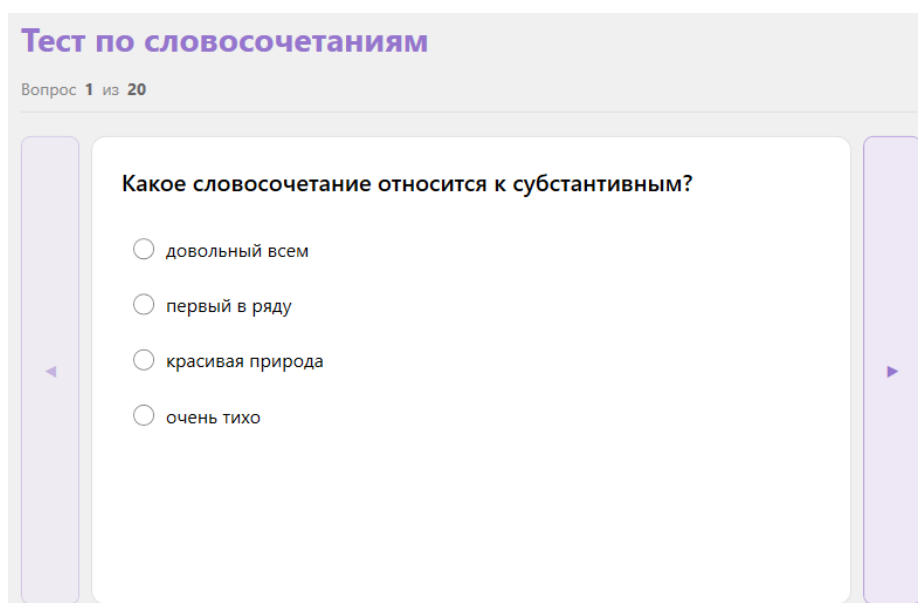 Тест по словосочетаниям
Вопрос 1 из 20
Какое словосочетание относится к субстантивным?
довольный всем
первый в ряду
красивая природа
очень тихо